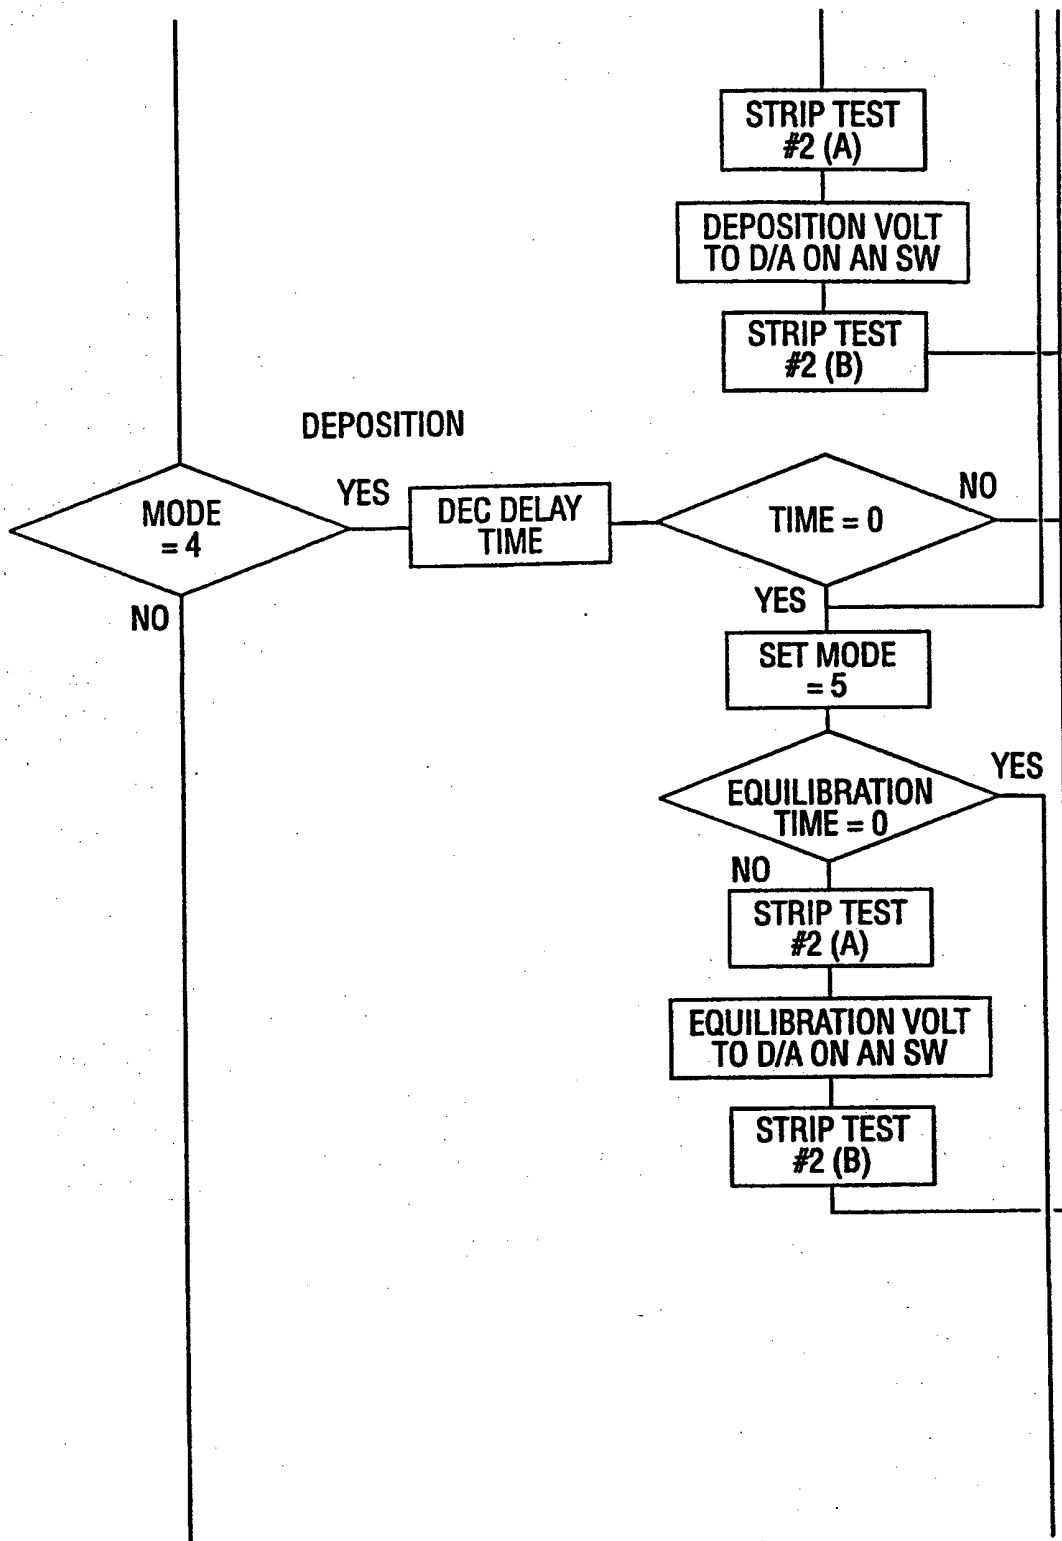 STRIP TEST
#2 (A)
DEPOSITION VOLT
TO D/A ON AN SW
STRIP TEST
#2 (B)
DEPOSITION
MODE
= 4
YES
DEC DELAY
TIME
TIME = 0
NO
NO
YES
SET MODE
= 5
EQUILIBRATION
TIME = 0
YES
NO
STRIP TEST
#2 (A)
EQUILIBRATION VOLT
TO D/A ON AN SW
STRIP TEST
#2 (B)